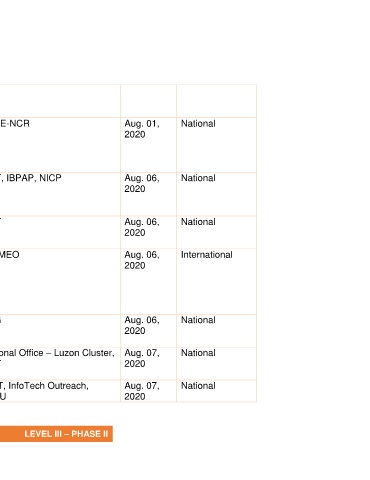 E-NCR Aug. 01, National
2020
, IBPAP, NICP Aug. 06, National
2020
Aug. 06, National
2020
MEO Aug. 06, International
2020
Aug. 06, National
2020
onal Office – Luzon Cluster, Aug. 07, National
2020
T, InfoTech Outreach, Aug. 07, National
U 2020
LEVEL III – PHASE II